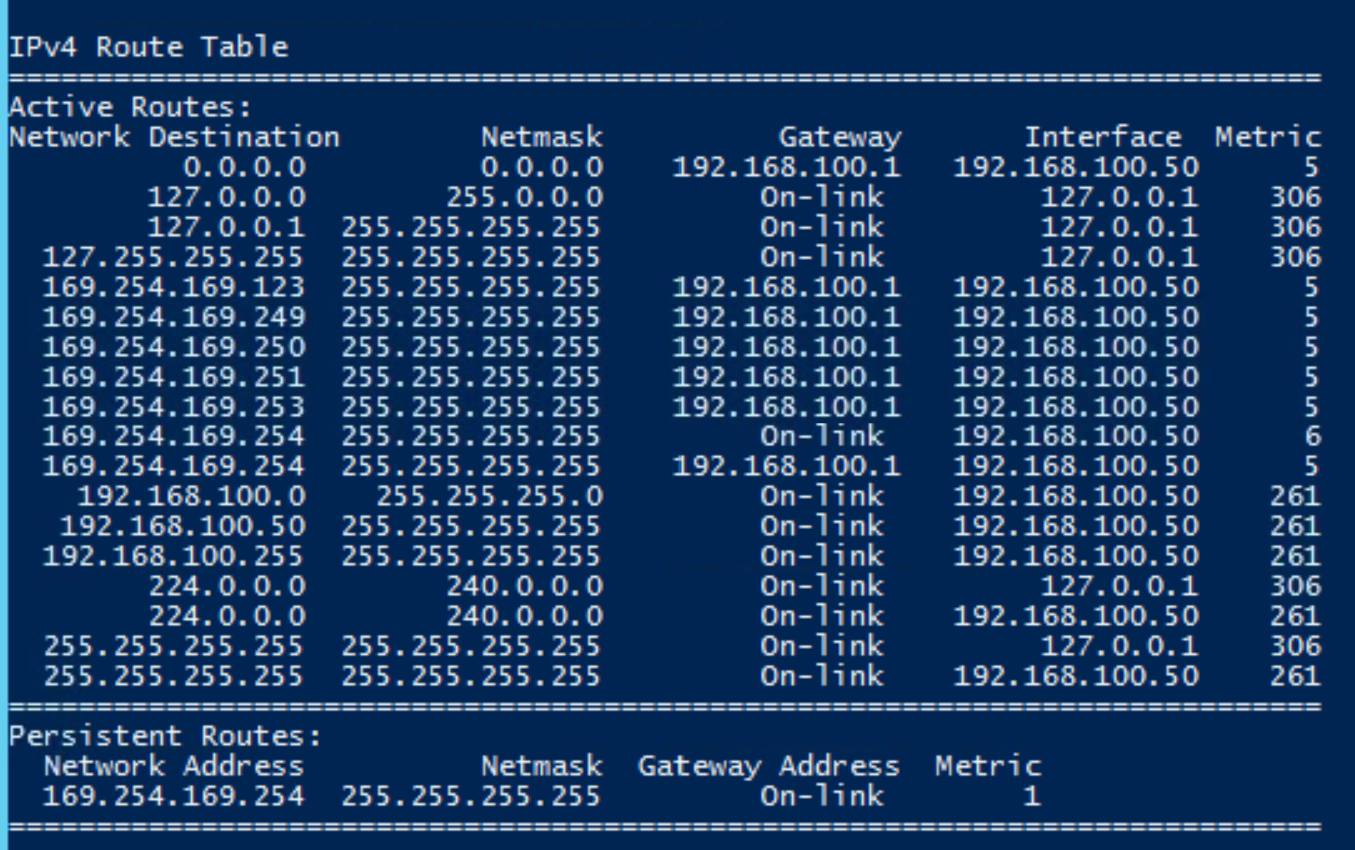 IPv4 Route Table
===========================================================================
Active Routes:
Network Destination        Netmask          Gateway       Interface  Metric
          0.0.0.0          0.0.0.0    192.168.100.1   192.168.100.50      5
        127.0.0.0        255.0.0.0         On-link         127.0.0.1    306
        127.0.0.1  255.255.255.255         On-link         127.0.0.1    306
  127.255.255.255  255.255.255.255         On-link         127.0.0.1    306
  169.254.169.123  255.255.255.255    192.168.100.1   192.168.100.50      5
  169.254.169.249  255.255.255.255    192.168.100.1   192.168.100.50      5
  169.254.169.250  255.255.255.255    192.168.100.1   192.168.100.50      5
  169.254.169.251  255.255.255.255    192.168.100.1   192.168.100.50      5
  169.254.169.253  255.255.255.255    192.168.100.1   192.168.100.50      5
  169.254.169.254  255.255.255.255         On-link    192.168.100.50      6
  169.254.169.254  255.255.255.255    192.168.100.1   192.168.100.50      5
    192.168.100.0    255.255.255.0         On-link    192.168.100.50    261
   192.168.100.50  255.255.255.255         On-link    192.168.100.50    261
  192.168.100.255  255.255.255.255         On-link    192.168.100.50    261
        224.0.0.0        240.0.0.0         On-link         127.0.0.1    306
        224.0.0.0        240.0.0.0         On-link    192.168.100.50    261
  255.255.255.255  255.255.255.255         On-link         127.0.0.1    306
  255.255.255.255  255.255.255.255         On-link    192.168.100.50    261
===========================================================================
Persistent Routes:
  Network Address          Netmask  Gateway Address  Metric
  169.254.169.254  255.255.255.255         On-link       1
===========================================================================